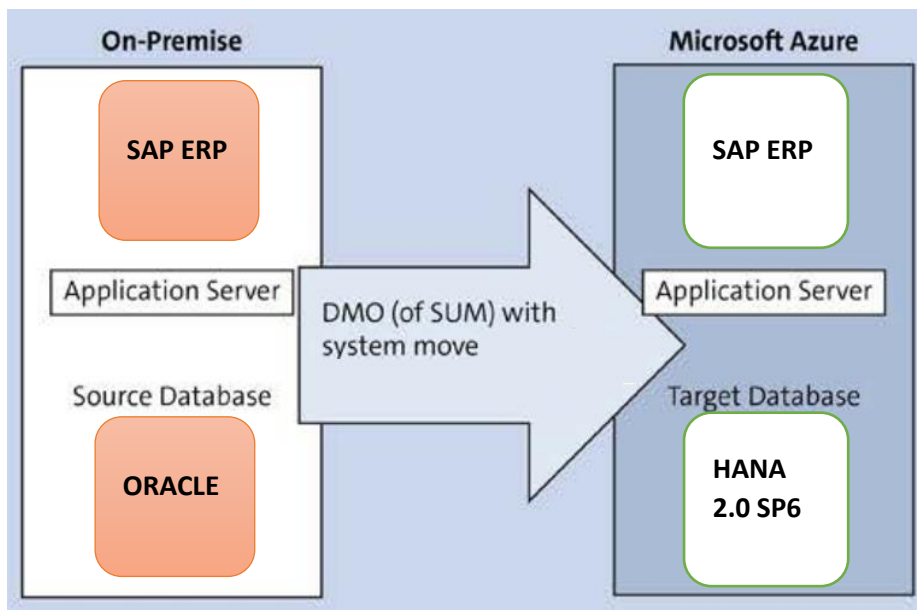 On-Premise
SAP ERP
Application Server
Source Database
ORACLE
DMO (of SUM) with
system move
Microsoft Azure
SAP ERP
Application Server
Target Database
HANA
2.0 SP6